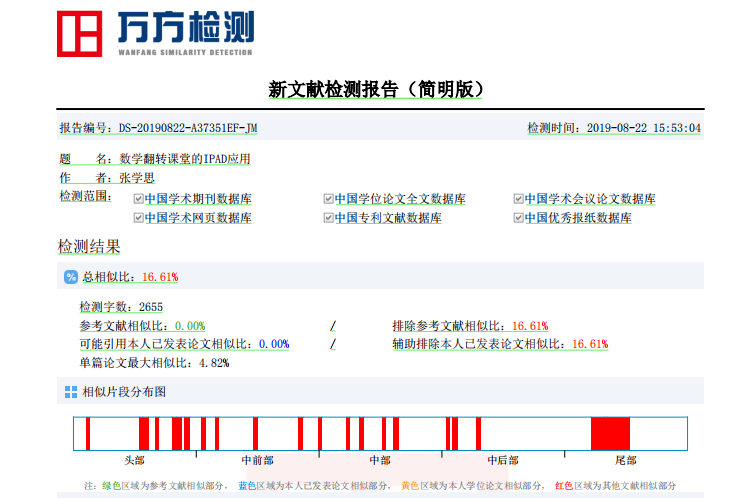 万方检测
WANFANG SIMILARITY DETECTION
新文献检测报告（简明版）
报告编号：DS-20190822-A37351EF-JM 检测时间：2019-08-22 15:53:04
题 名：数学翻转课堂的IPAD应用
作 者：张学思
检测范围： 中国学术期刊数据库 中国学位论文全文数据库 中国学术会议论文数据库
中国学术网页数据库 中国专利文献数据库 中国优秀报纸数据库
检测结果
% 总相似比：16.61%
检测字数：2655
参考文献相似比：0.00% / 排除参考文献相似比：16.61%
可能引用本人已发表论文相似比：0.00% / 辅助排除本人已发表论文相似比：16.61%
单篇论文最大相似比：4.82%
相似片段分布图
头部 中前部 中部 中后部 尾部
注：绿色区域为参考文献相似部分， 蓝色区域为本人已发表论文相似部分， 黄色区域为本人学位论文相似部分， 红色区域为其他文献相似部分